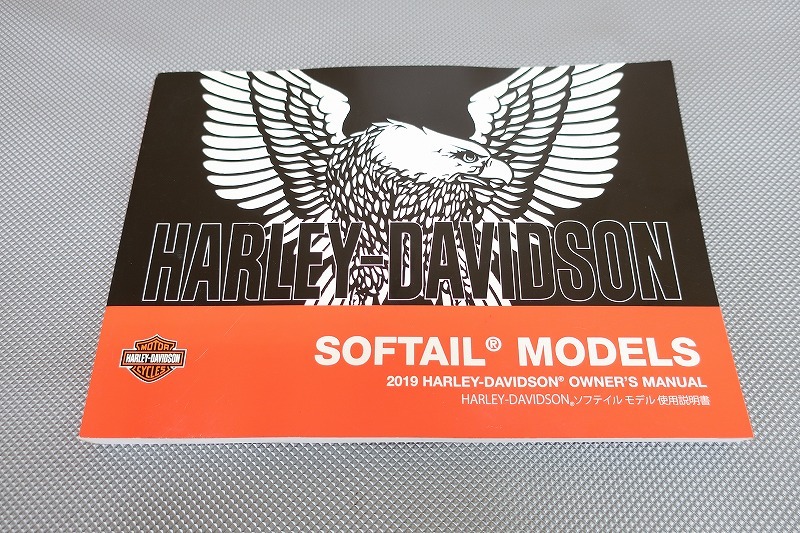 HARLEY-DAVIDSON
MOTOR
HARLEY-DAVIDSON
CYCLES
SOFTAIL® MODELS
2019 HARLEY-DAVIDSON® OWNER'S MANUAL
HARLEY-DAVIDSON®ソフテイル モデル 使用説明書